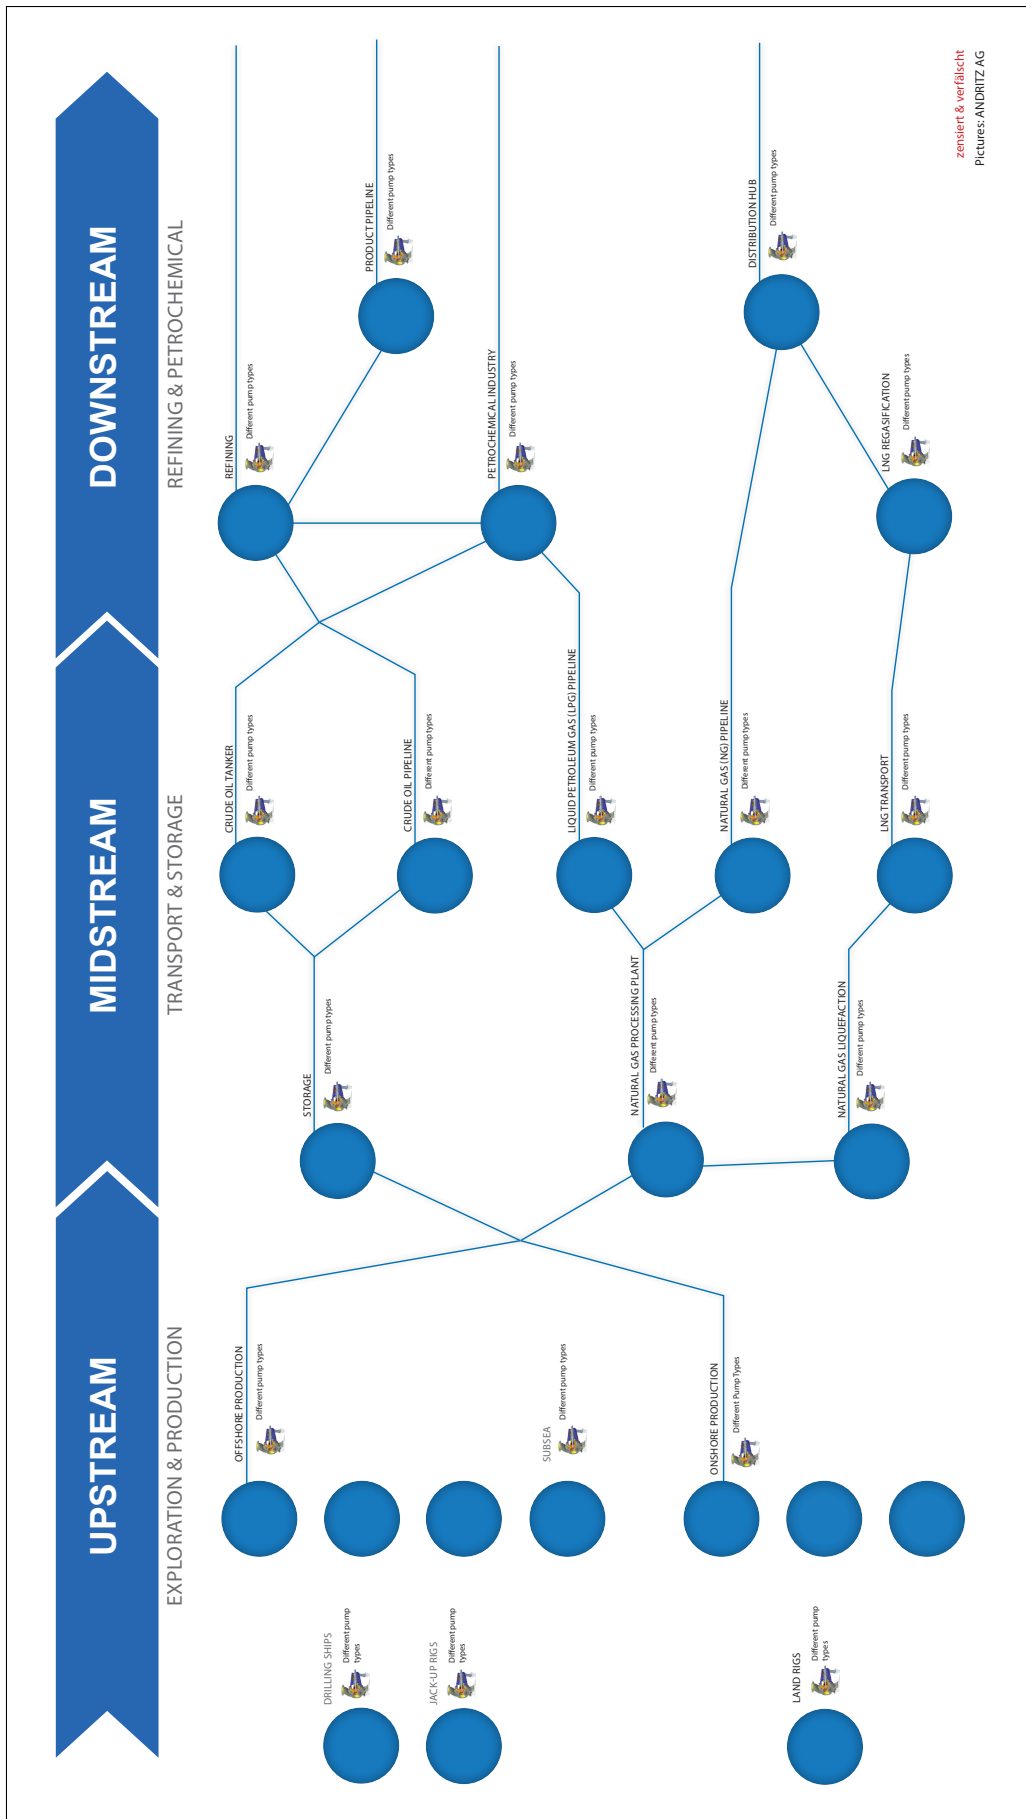 UPSTREAM
MIDSTREAM
DOWNSTREAM
EXPLORATION & PRODUCTION
TRANSPORT & STORAGE
REFINING & PETROCHEMICAL
DRILLING SHIPS
Different pump
types
JACK-UP RIGS
Different pump
types
LAND RIGS
Different pump
types
OFFSHORE PRODUCTION
Different pump types
SUBSEA
Different pump types
ONSHORE PRODUCTION
Different Pump Types
STORAGE
Different pump types
NATURAL GAS PROCESSING PLANT
Different pump types
NATURAL GAS LIQUEFACTION
Different pump types
CRUDE OIL TANKER
Different pump types
CRUDE OIL PIPELINE
Different pump types
LIQUID PETROLEUM GAS (LPG) PIPELINE
Different pump types
NATURAL GAS (NG) PIPELINE
Different pump types
LNG TRANSPORT
Different pump types
REFINING
Different pump types
PETROCHEMICAL INDUSTRY
Different pump types
LNG REGASIFICATION
Different pump types
PRODUCT PIPELINE
Different pump types
DISTRIBUTION HUB
Different pump types
zensiert & verfälscht
Pictures: ANDRITZ AG